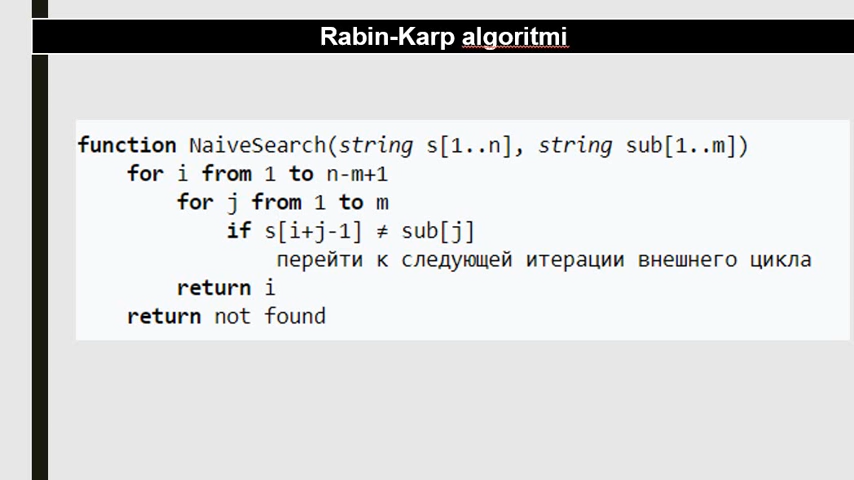 Rabin-Karp algoritmi
function NaiveSearch(string s[1..n], string sub[1..m])
for i from 1 to n-m+1
for j from 1 to m
if s[i+j-1] ≠ sub[j]
перейти к следующей итерации внешнего цикла
return i
return not found